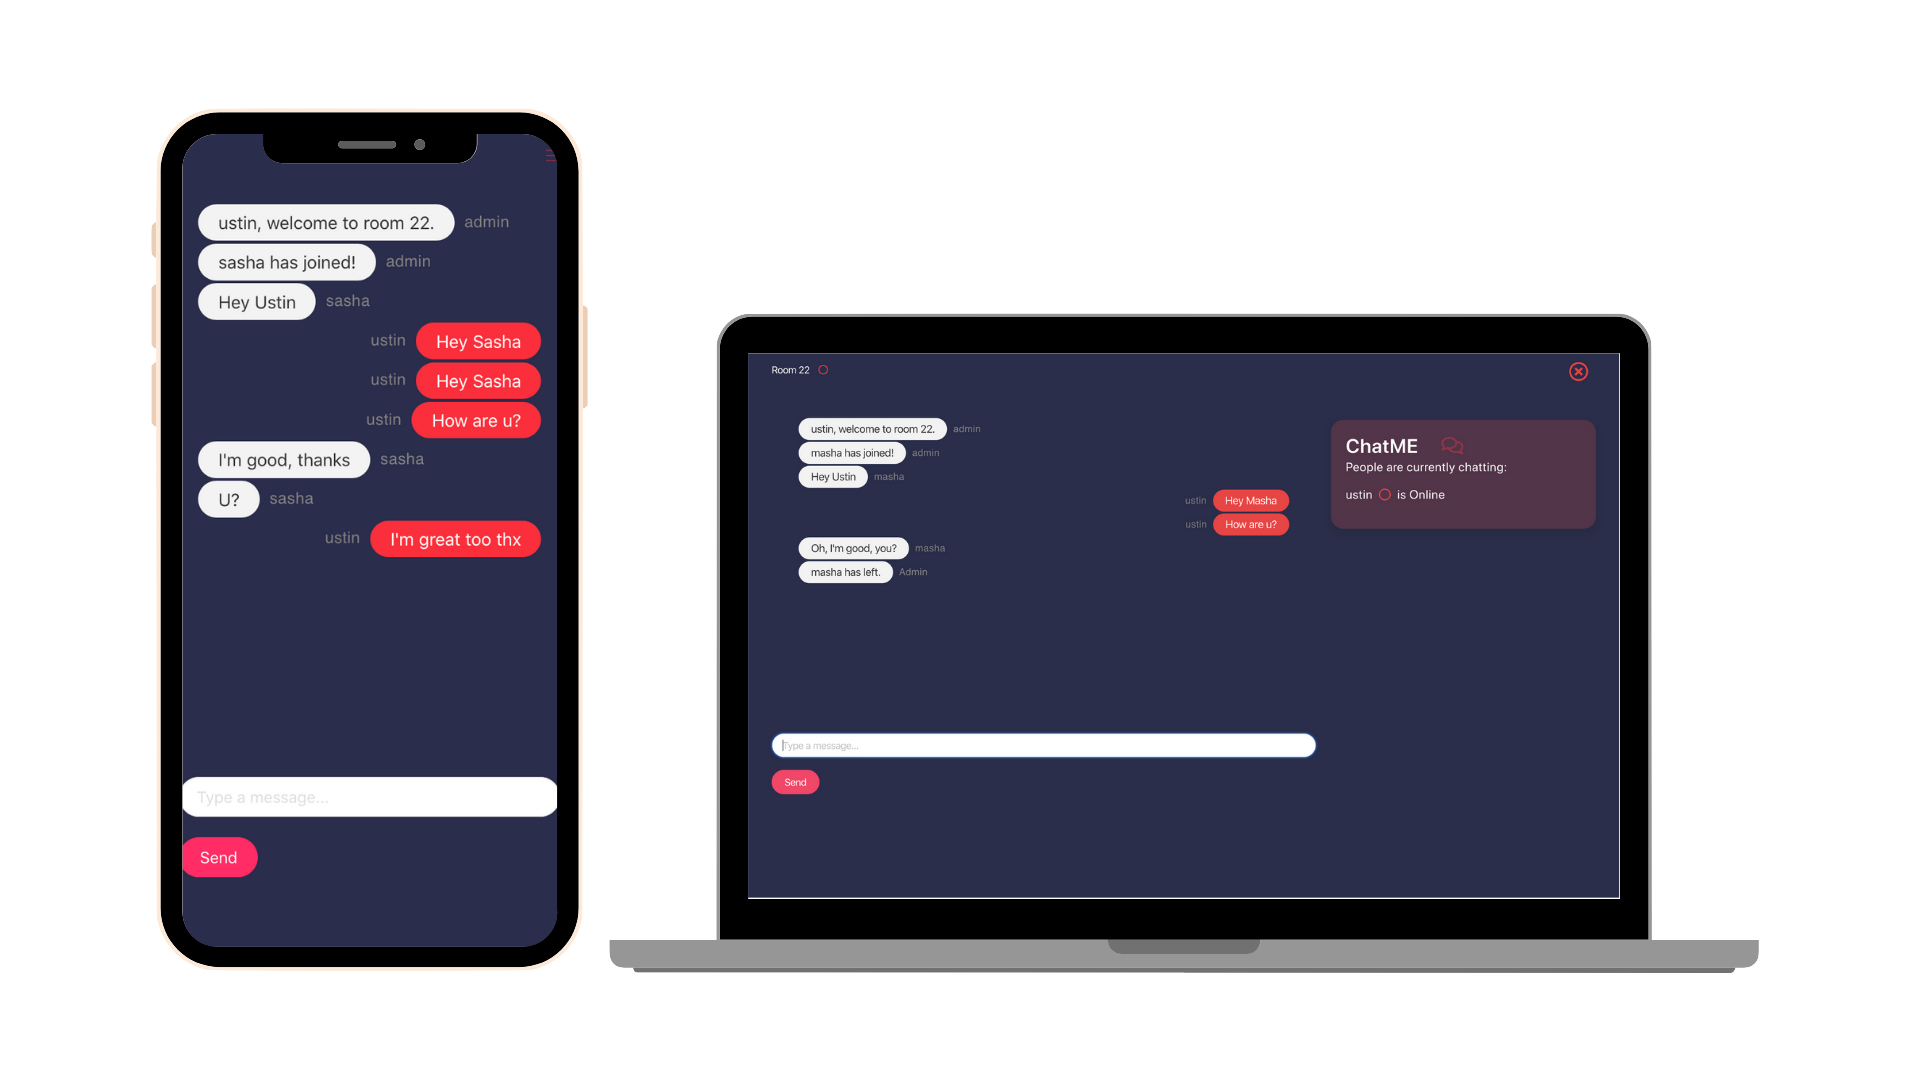 ustin, welcome to room 22. admin
sasha has joined! admin
Hey Ustin sasha
ustin Hey Sasha
ustin Hey Sasha
ustin How are u?
I'm good, thanks sasha
U? sasha
ustin I'm great too thx
Type a message...
Send
Room 22
ustin, welcome to room 22. admin
masha has joined! admin
Hey Ustin masha
ustin Hey Masha
ustin How are u?
Oh, I'm good, you? masha
masha has left. Admin
Type a message...
Send
ChatME
People are currently chatting:
ustin is Online